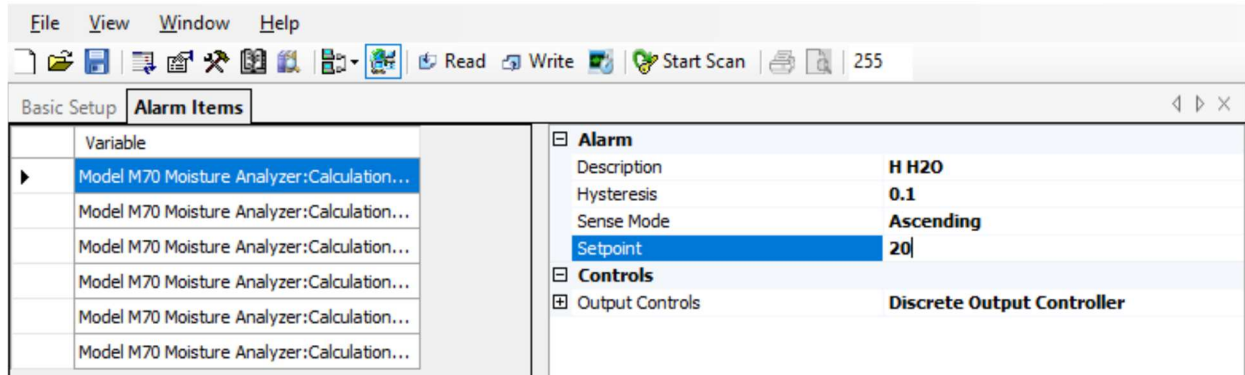 File View Window Help
Read Write Start Scan 255
Basic Setup Alarm Items
Variable
Model M70 Moisture Analyzer:Calculation...
Model M70 Moisture Analyzer:Calculation...
Model M70 Moisture Analyzer:Calculation...
Model M70 Moisture Analyzer:Calculation...
Model M70 Moisture Analyzer:Calculation...
Model M70 Moisture Analyzer:Calculation...
Alarm
Description H H2O
Hysteresis 0.1
Sense Mode Ascending
Setpoint 20
Controls
Output Controls Discrete Output Controller